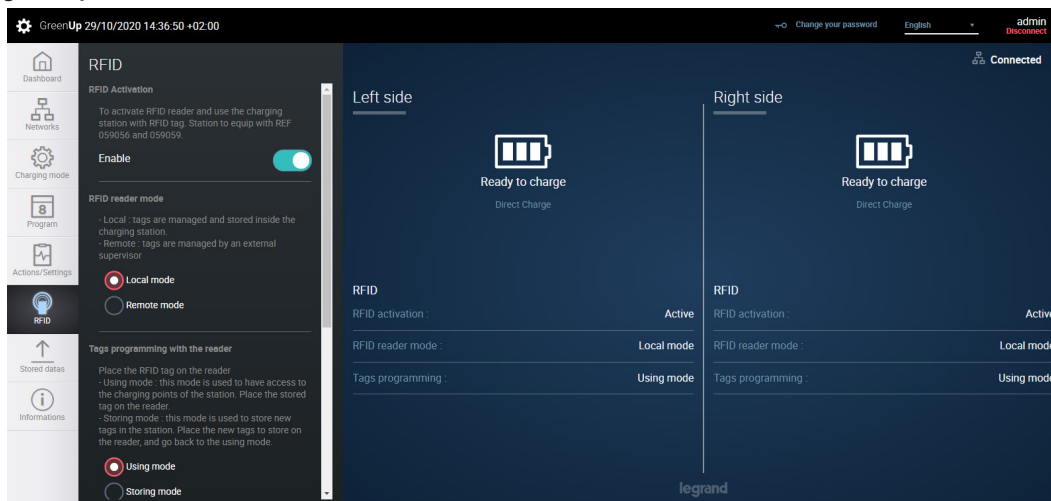 GreenUp 29/10/2020 14:36:50 +02:00
Change your password
English
admin
Disconnect
Dashboard
Networks
Charging mode
8
Program
Actions/Settings
RFID
Stored datas
Informations
RFID
RFID Activation
To activate RFID reader and use the charging
station with RFID tag. Station to equip with REF
059056 and 059059.
Enable
RFID reader mode
- Local : tags are managed and stored inside the
charging station.
- Remote : tags are managed by an external
supervisor
Local mode
Remote mode
Tags programming with the reader
Place the RFID tag on the reader
- Using mode : this mode is used to have access to
the charging points of the station. Place the stored
tag on the reader.
- Storing mode : this mode is used to store new
tags in the station. Place the new tags to store on
the reader, and go back to the using mode.
Using mode
Storing mode
Connected
Left side
Ready to charge
Direct Charge
RFID
RFID activation : Active
RFID reader mode : Local mode
Tags programming : Using mode
Right side
Ready to charge
Direct Charge
RFID
RFID activation : Active
RFID reader mode : Local mode
Tags programming : Using mode
legrand